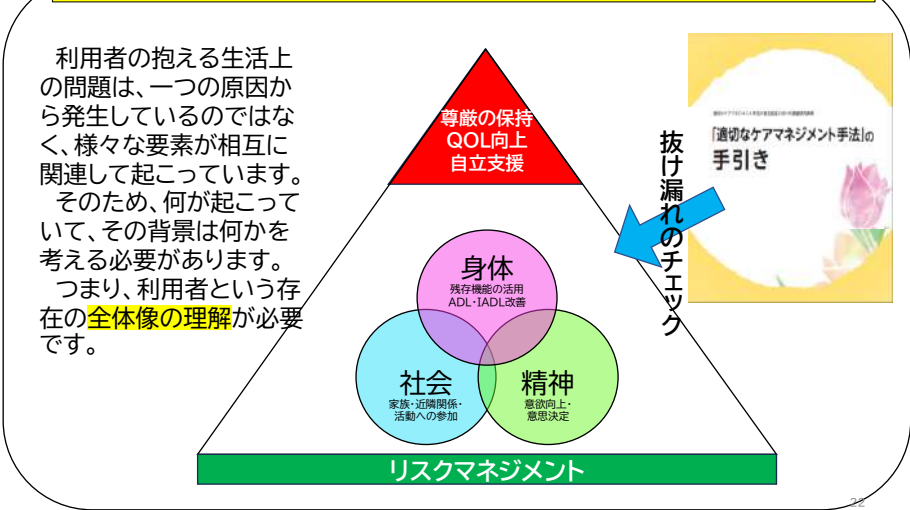 利用者の抱える生活上
の問題は、一つの原因か
ら発生しているのではな
く、様々な要素が相互に
関連して起こっています。
そのため、何が起こって
いて、その背景は何かを
考える必要があります。
つまり、利用者という存
在の全体像の理解が必要
です。
尊厳の保持
QOL向上
自立支援
身体
残存機能の活用
ADL・IADL改善
社会
家族・近隣関係・
活動への参加
精神
意欲向上・
意思決定
リスクマネジメント
抜け漏れのチェック
「適切なケアマネジメント手法」の
手引き
22